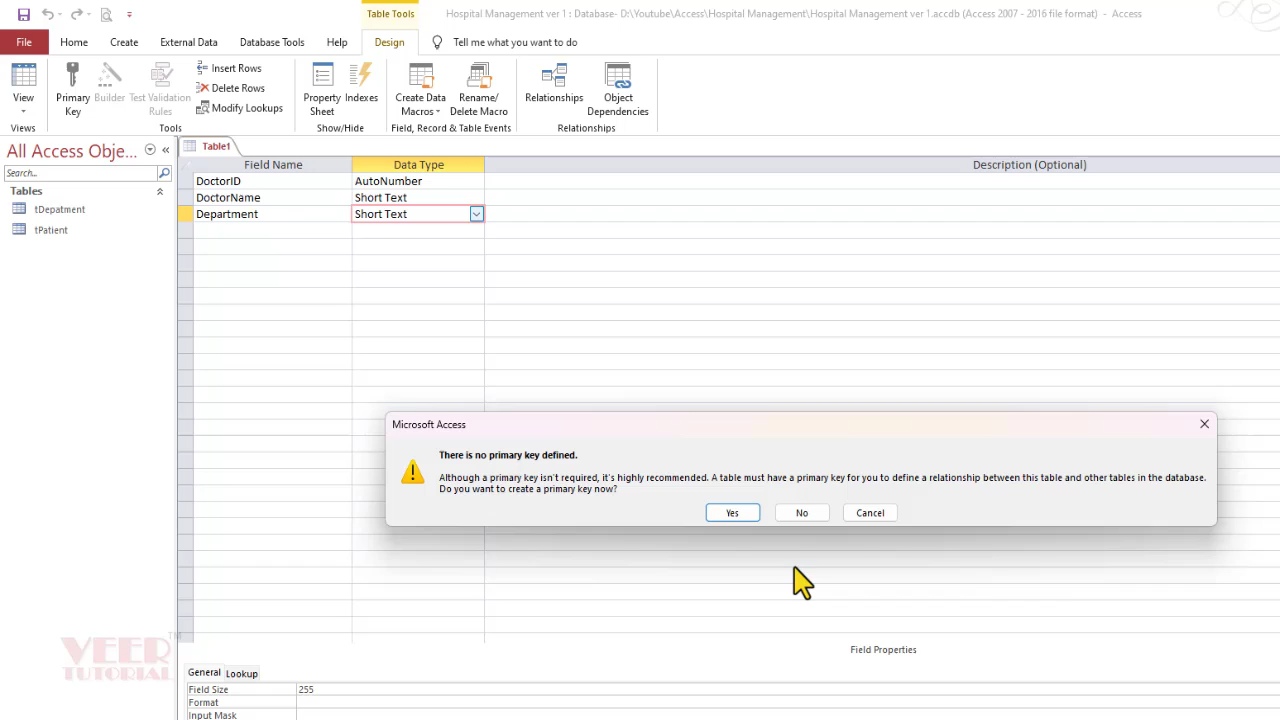 Table Tools
Hospital Management ver 1 : Database- D:\Youtube\Access\Hospital Management\Hospital Management ver 1.accdb (Access 2007 - 2016 file format) - Access
File Home Create External Data Database Tools Help Design Tell me what you want to do
View
Primary Key
Builder
Test Validation Rules
Insert Rows
Delete Rows
Modify Lookups
Property Sheet
Indexes
Create Data Macros
Rename/ Delete Macro
Relationships
Object Dependencies
Views Tools Show/Hide Field, Record & Table Events Relationships
All Access Obje...
Search...
Tables
tDepatment
tPatient
Table1
Field Name Data Type Description (Optional)
DoctorID AutoNumber
DoctorName Short Text
Department Short Text
Microsoft Access
There is no primary key defined.
Although a primary key isn't required, it's highly recommended. A table must have a primary key for you to define a relationship between this table and other tables in the database.
Do you want to create a primary key now?
Yes No Cancel
VEER TM
TUTORIAL
Field Properties
General Lookup
Field Size 255
Format
Input Mask